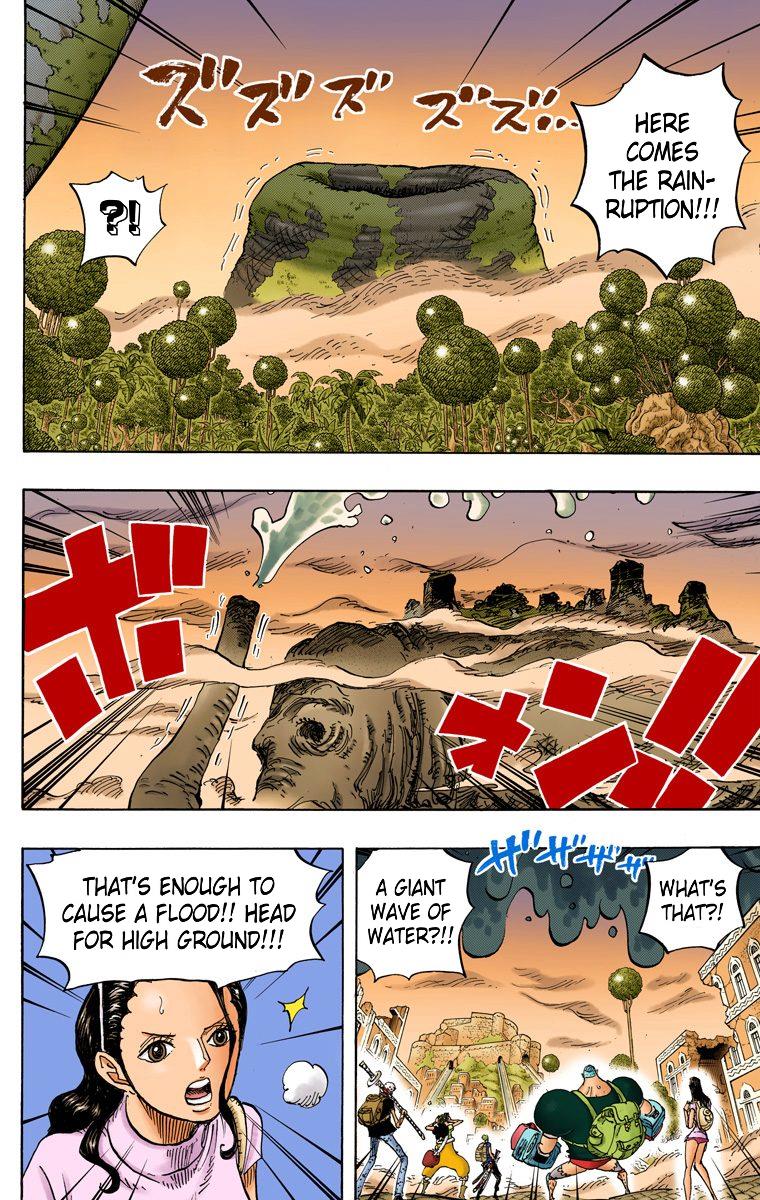 HERE
COMES
THE RAIN-
RUPTION!!!
ズズズズズ!!...
?!
ボォン!!!
WHAT'S
THAT?!
A GIANT
WAVE OF
WATER?!!
ザザザザ
THAT'S ENOUGH TO
CAUSE A FLOOD!! HEAD
FOR HIGH GROUND!!!